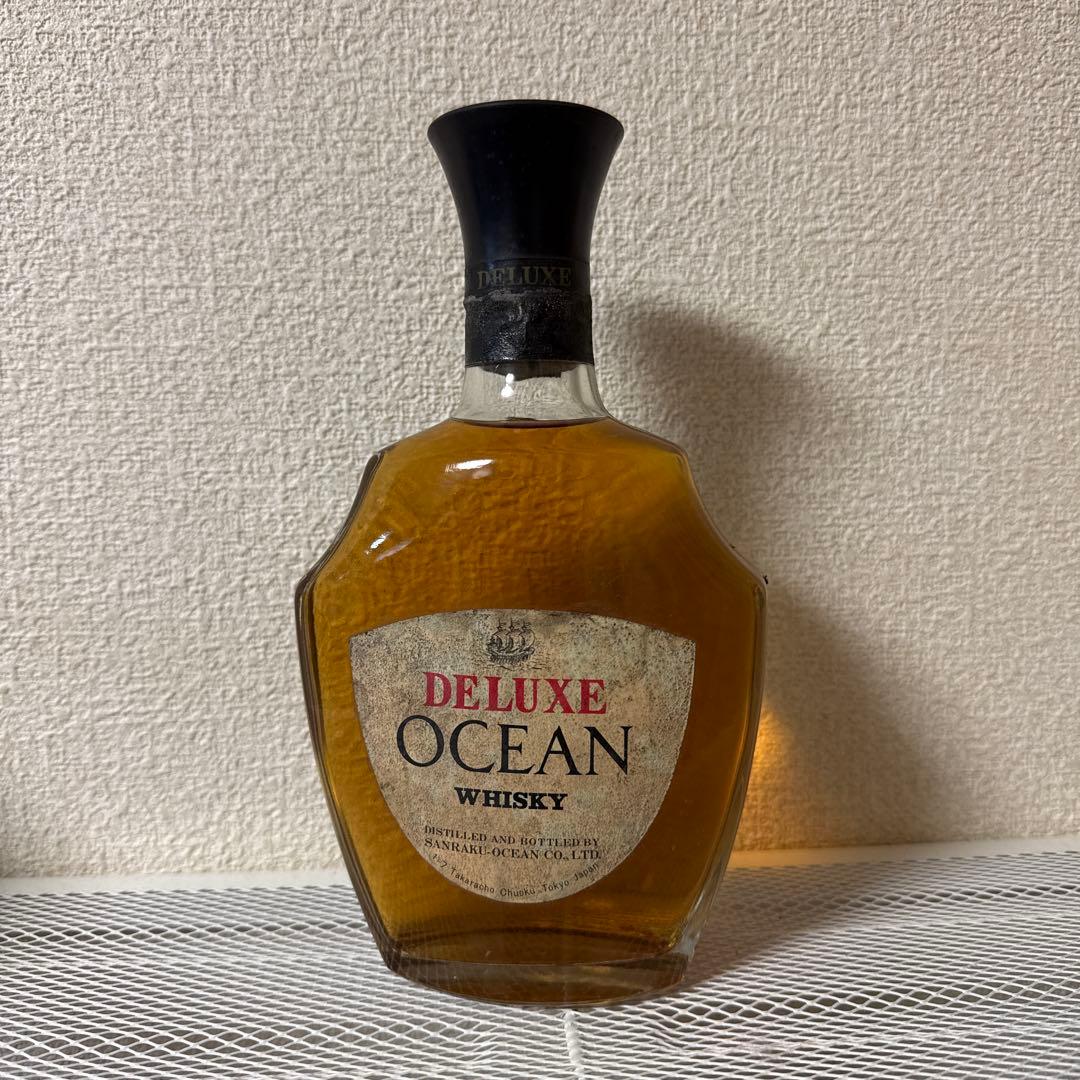 DELUXE
DELUXE
OCEAN
WHISKY
DISTILLED AND BOTTLED BY
SANRAKU-OCEAN CO., LTD.
Takaracho Chuoku Tokyo Japan